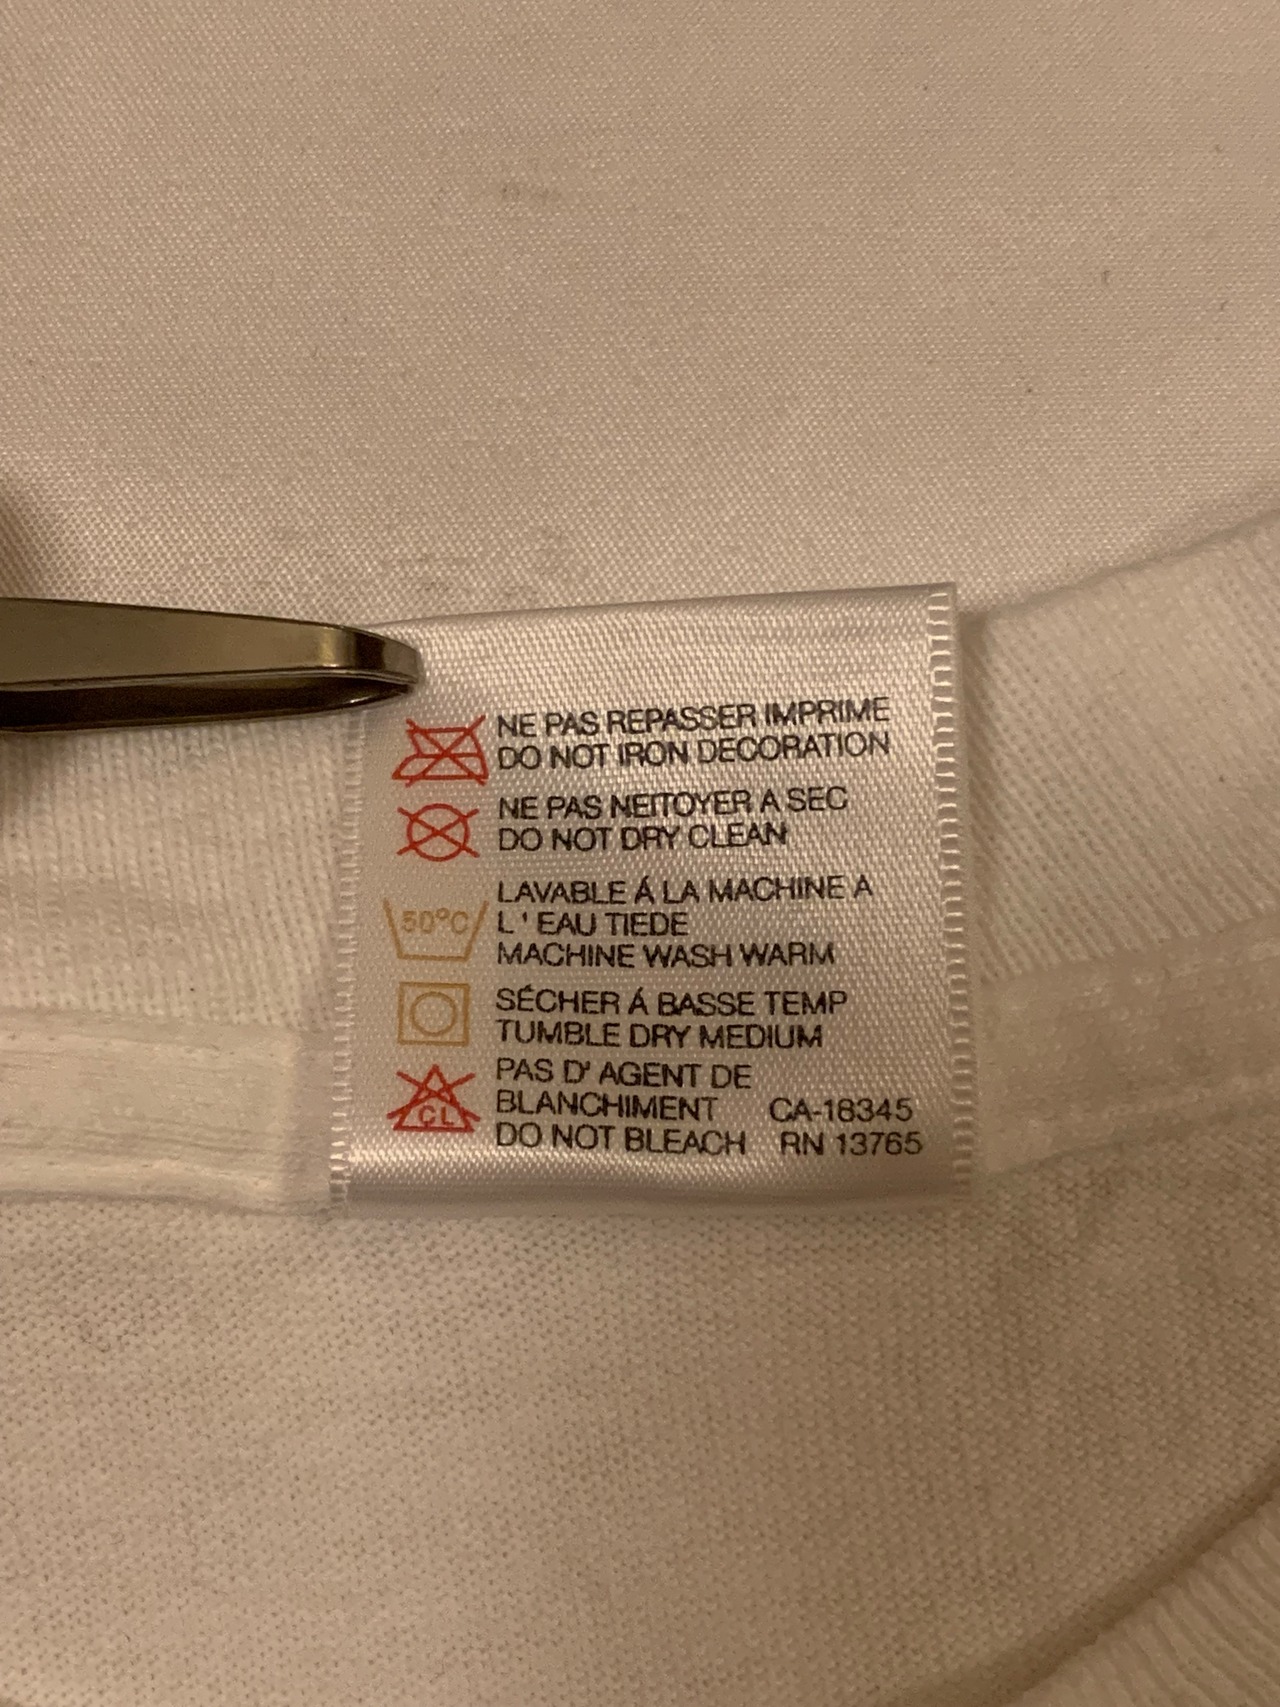 NE PAS REPASSER IMPRIME
DO NOT IRON DECORATION
NE PAS NEITOYER A SEC
DO NOT DRY CLEAN
50°C
LAVABLE Á LA MACHINE A
L ' EAU TIEDE
MACHINE WASH WARM
SÉCHER Á BASSE TEMP
TUMBLE DRY MEDIUM
CL
PAS D' AGENT DE
BLANCHIMENT CA-18345
DO NOT BLEACH RN 13765